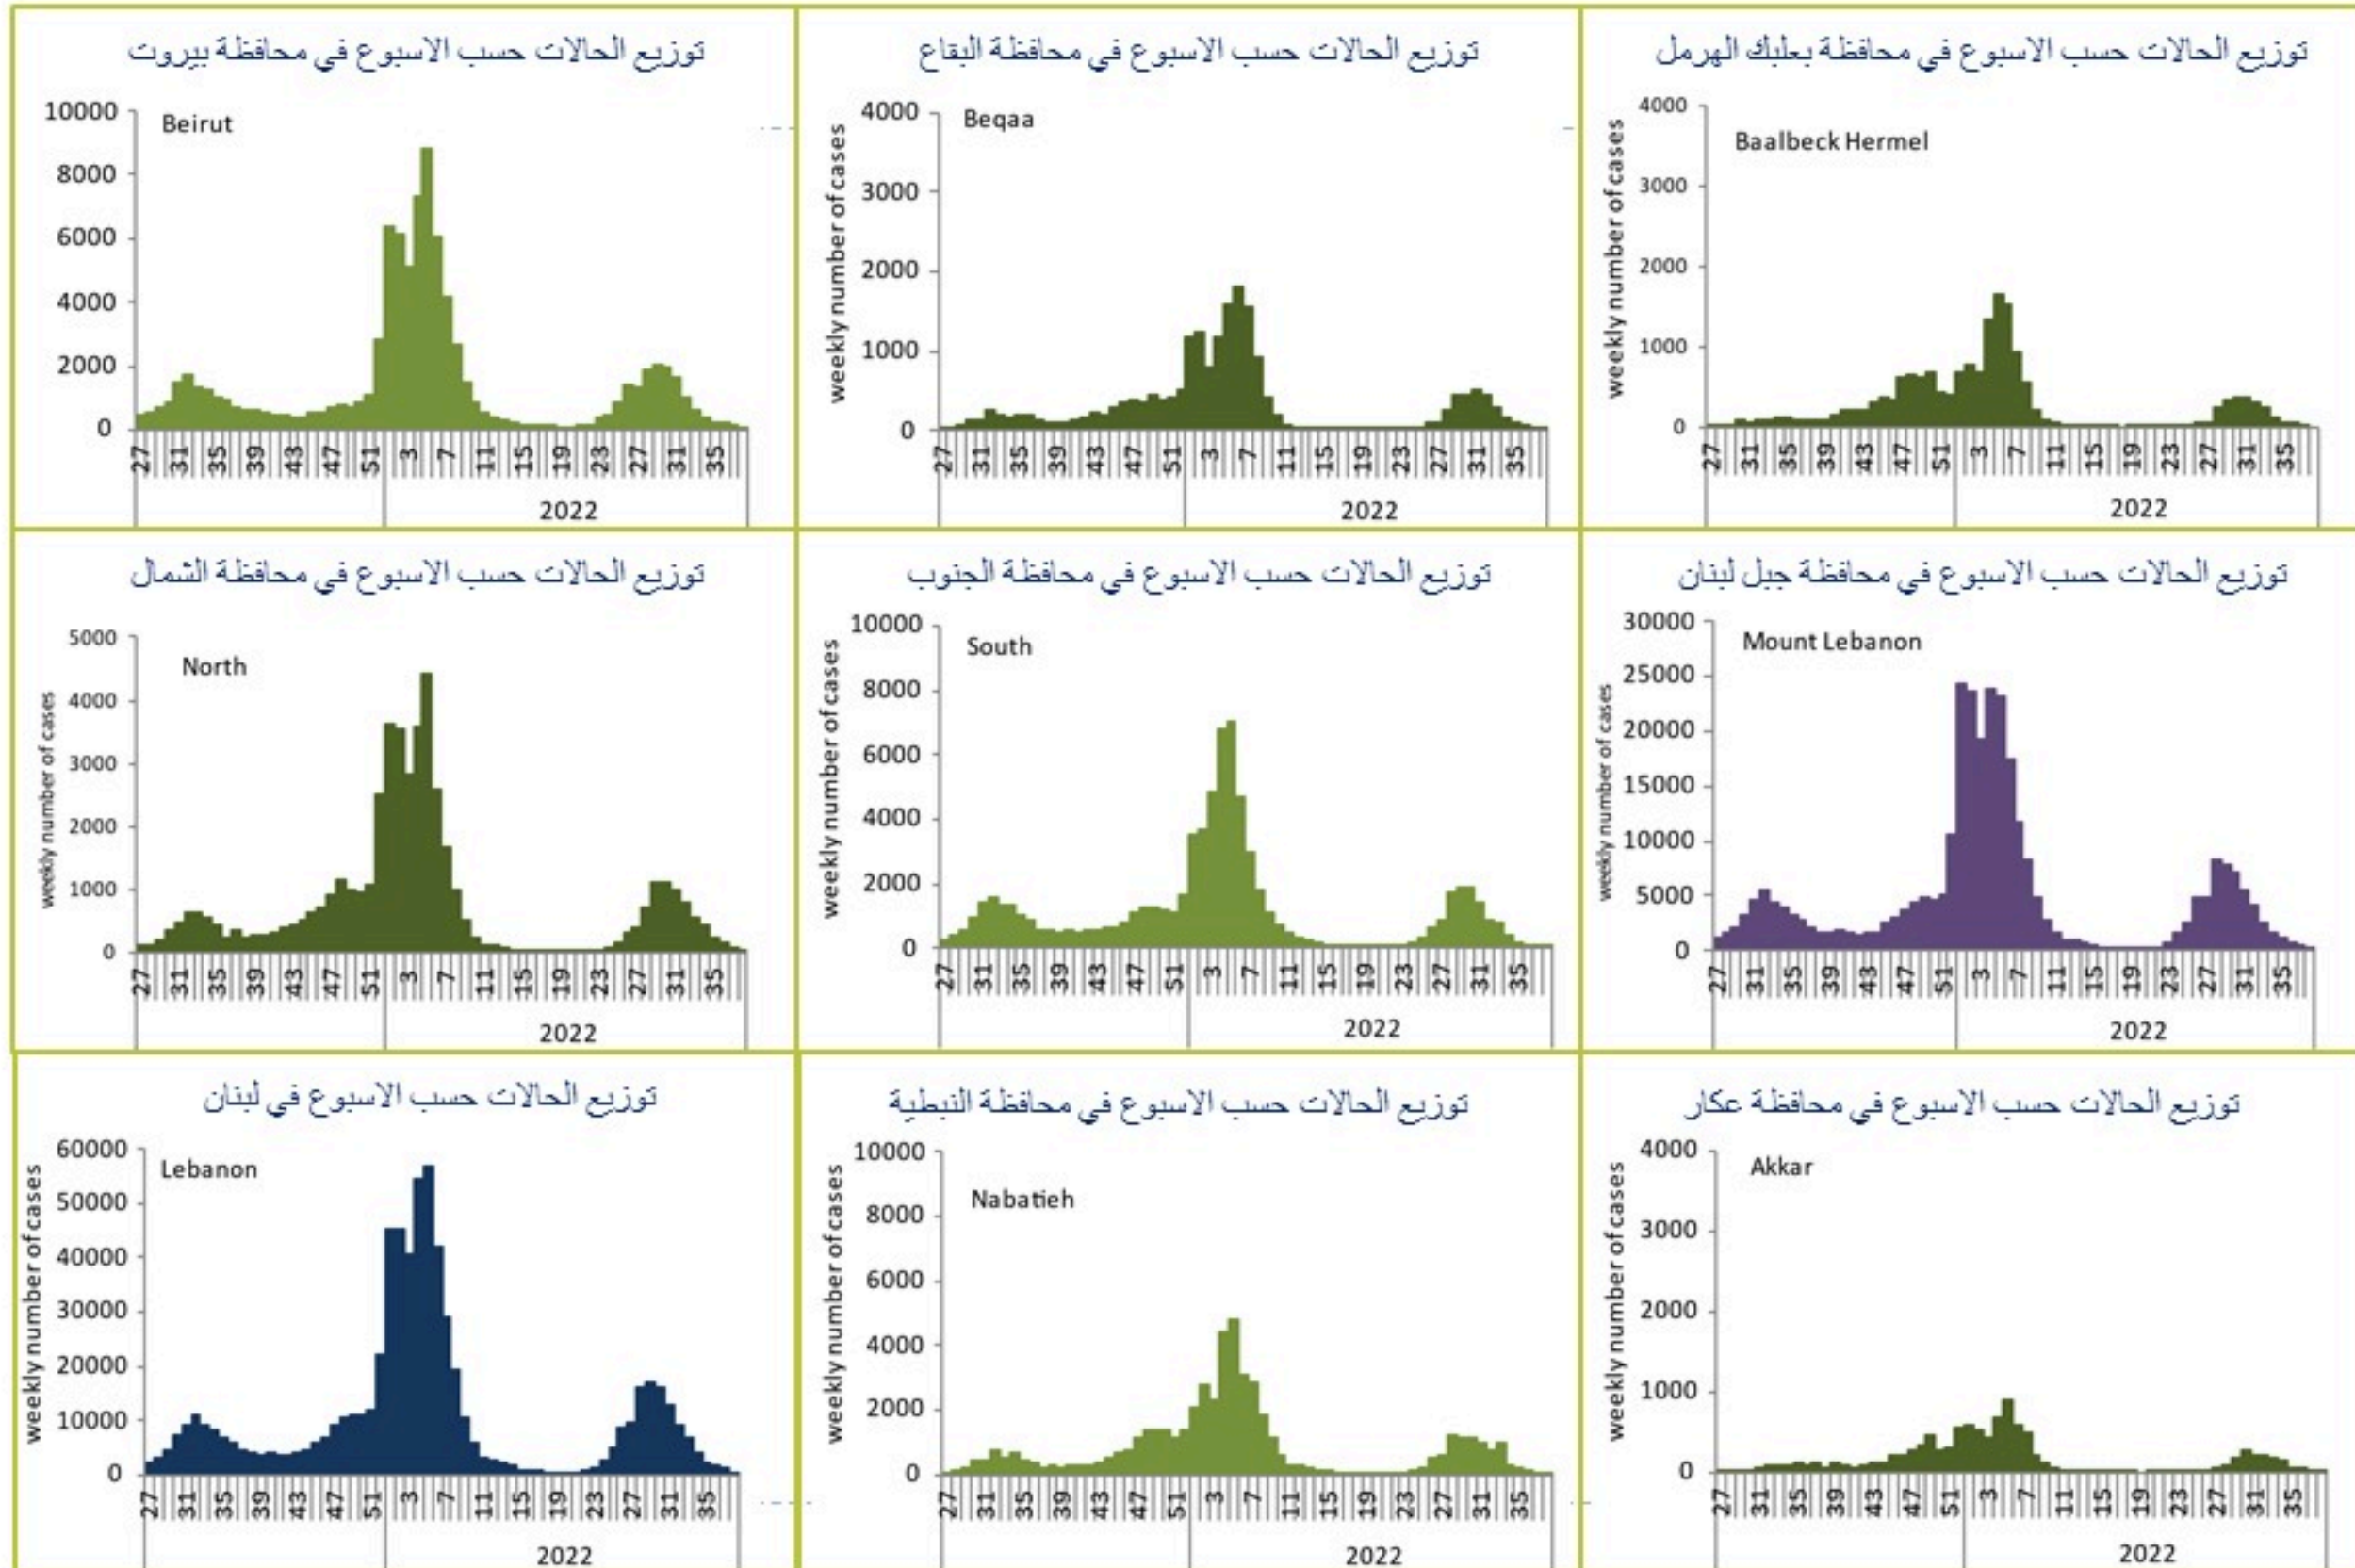 توزيع الحالات حسب الاسبوع في محافظة بيروت
Beirut
10000
8000
6000
4000
2000
0
27 31 35 39 43 47 51 3 7 11 15 19 23 27 31 35
2022
توزيع الحالات حسب الاسبوع في محافظة البقاع
Beqaa
weekly number of cases
4000
3000
2000
1000
0
27 31 35 39 43 47 51 3 7 11 15 19 23 27 31 35
2022
توزيع الحالات حسب الاسبوع في محافظة بعلبك الهرمل
Baalbeck Hermel
weekly number of cases
4000
3000
2000
1000
0
27 31 35 39 43 47 51 3 7 11 15 19 23 27 31 35
2022
توزيع الحالات حسب الاسبوع في محافظة الشمال
North
weekly number of cases
5000
4000
3000
2000
1000
0
27 31 35 39 43 47 51 3 7 11 15 19 23 27 31 35
2022
توزيع الحالات حسب الاسبوع في محافظة الجنوب
South
weekly number of cases
10000
8000
6000
4000
2000
0
27 31 35 39 43 47 51 3 7 11 15 19 23 27 31 35
2022
توزيع الحالات حسب الاسبوع في محافظة جبل لبنان
Mount Lebanon
weekly number of cases
30000
25000
20000
15000
10000
5000
0
27 31 35 39 43 47 51 3 7 11 15 19 23 27 31 35
2022
توزيع الحالات حسب الاسبوع في لبنان
Lebanon
weekly number of cases
60000
50000
40000
30000
20000
10000
0
27 31 35 39 43 47 51 3 7 11 15 19 23 27 31 35
2022
توزيع الحالات حسب الاسبوع في محافظة النبطية
Nabatieh
weekly number of cases
10000
8000
6000
4000
2000
0
27 31 35 39 43 47 51 3 7 11 15 19 23 27 31 35
2022
توزيع الحالات حسب الاسبوع في محافظة عكار
Akkar
weekly number of cases
4000
3000
2000
1000
0
27 31 35 39 43 47 51 3 7 11 15 19 23 27 31 35
2022